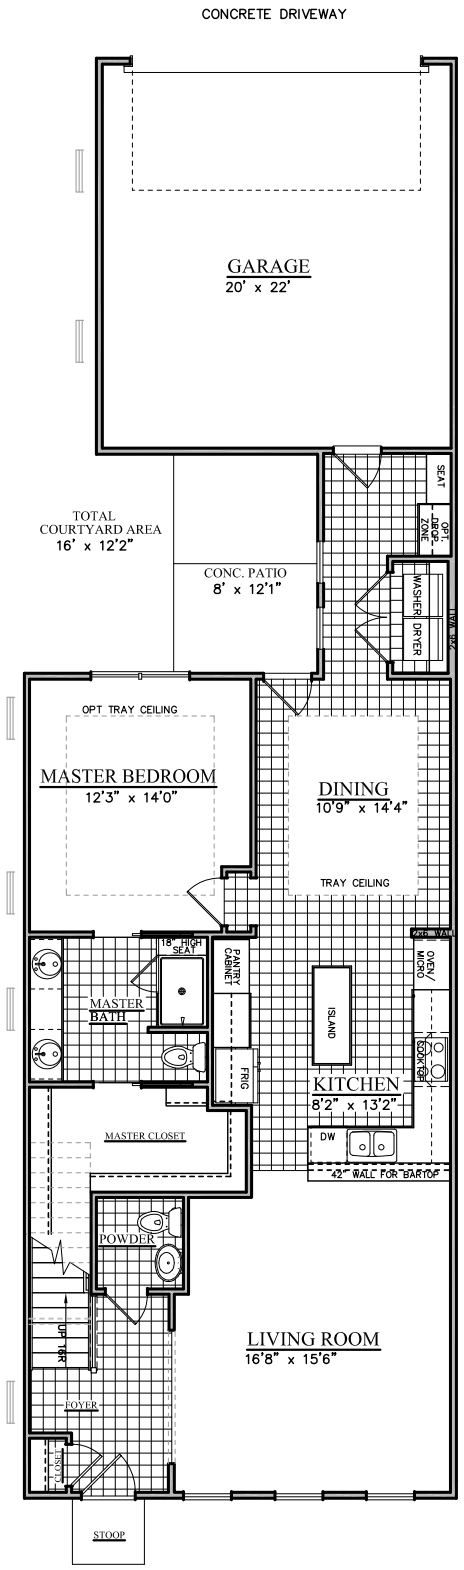 CONCRETE DRIVEWAY
GARAGE
20' x 22'
SEAT
OPT.
DROP
ZONE
TOTAL
COURTYARD AREA
16' x 12'2"
CONC. PATIO
8' x 12'1"
WASHER
DRYER
2x6 WALL
OPT TRAY CEILING
MASTER BEDROOM
12'3" x 14'0"
DINING
10'9" x 14'4"
TRAY CEILING
2x6 WALL
18" HIGH
SEAT
PANTRY
CABINET
OVEN/
MICRO
MASTER
BATH
ISLAND
COOKTOP
FRIG
KITCHEN
8'2" x 13'2"
MASTER CLOSET
DW
42" WALL FOR BARTOP
POWDER
UP 16R
LIVING ROOM
16'8" x 15'6"
FOYER
CLOSET
STOOP